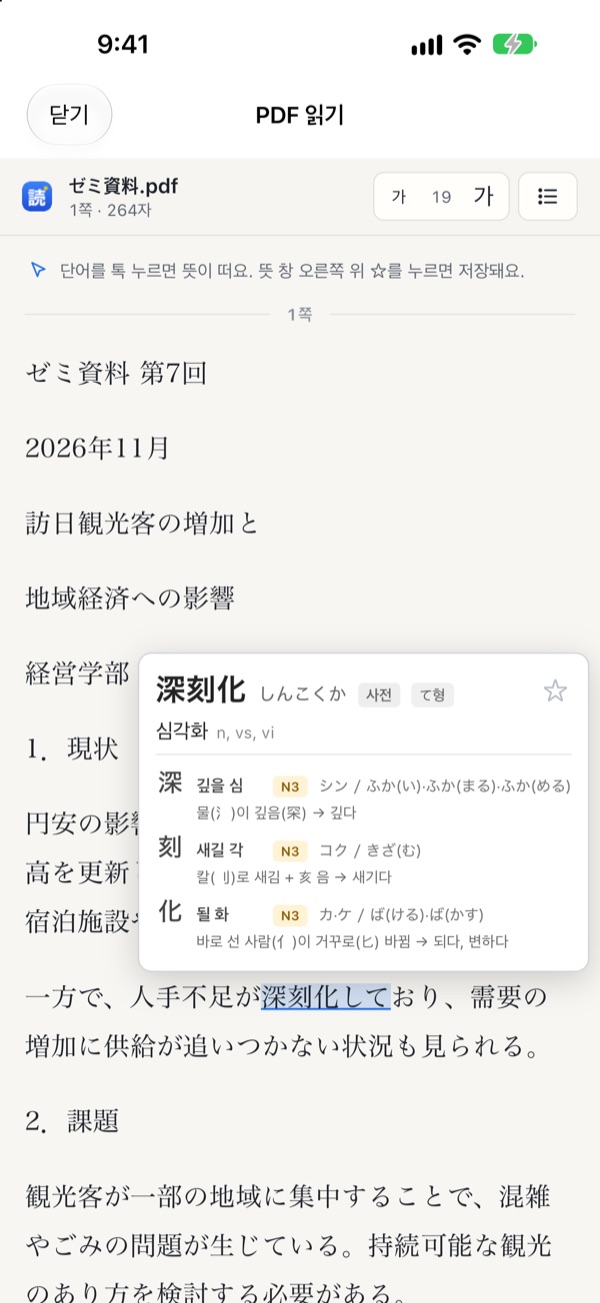 9:41
닫기
PDF 읽기
読
ゼミ資料.pdf
1쪽 · 264자
가 19 가
단어를 톡 누르면 뜻이 떠요. 뜻 창 오른쪽 위 ☆를 누르면 저장돼요.
1쪽
ゼミ資料 第7回
2026年11月
訪日観光客の増加と
地域経済への影響
経営学部
深刻化 しんこくか 사전 て형
심각화 n, vs, vi
深 깊을 심 N3 シン / ふか(い)·ふか(まる)·ふか(める)
물(氵)이 깊음(罙) → 깊다
刻 새길 각 N3 コク / きざ(む)
칼(刂)로 새김 + 亥 음 → 새기다
化 될 화 N3 カ·ケ / ば(ける)·ば(かす)
바로 선 사람(亻)이 거꾸로(匕) 바뀜 → 되다, 변하다
1．現状
円安の影
高を更新
宿泊施設
一方で、人手不足が深刻化しており、需要の
増加に供給が追いつかない状況も見られる。
2．課題
観光客が一部の地域に集中することで、混雑
やごみの問題が生じている。持続可能な観光
のあり方を検討する必要がある。